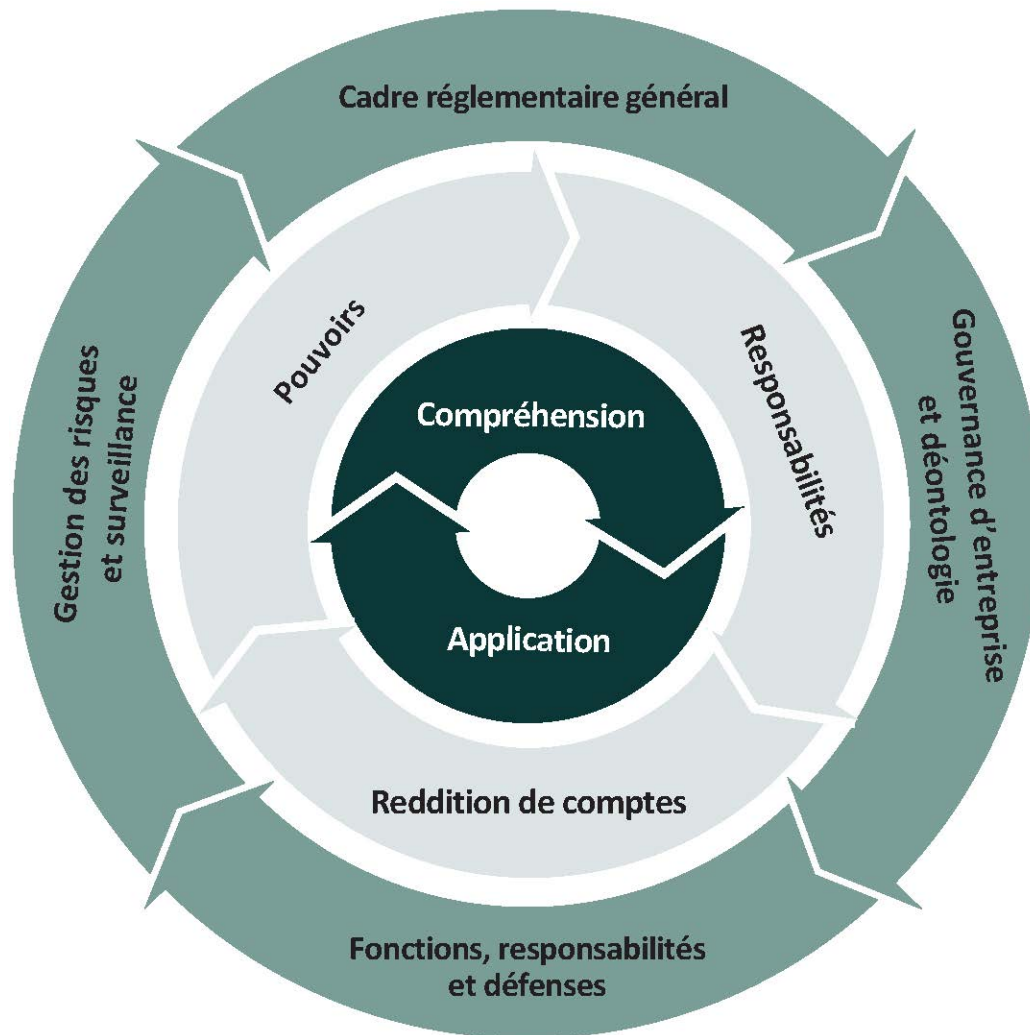 Cadre réglementaire général
Gouvernance d'entreprise
et déontologie
Fonctions, responsabilités
et défenses
Gestion des risques
et surveillance
Pouvoirs
Responsabilités
Reddition de comptes
Compréhension
Application